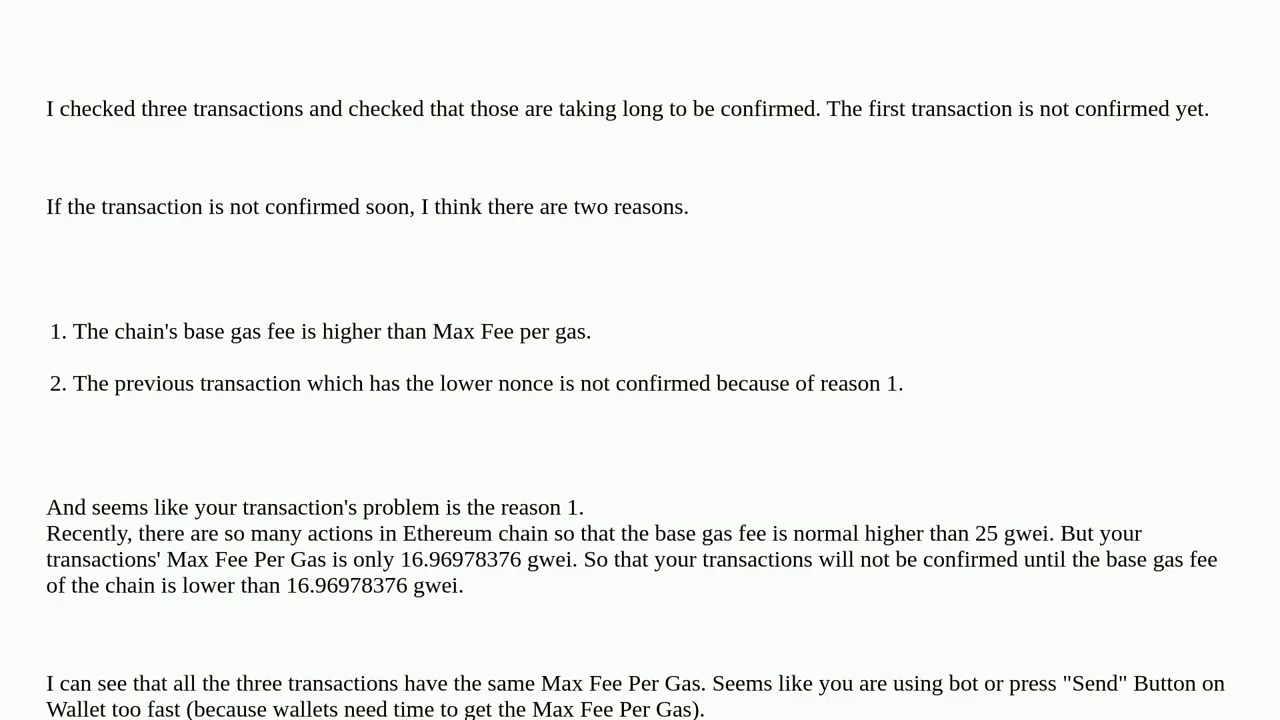 I checked three transactions and checked that those are taking long to be confirmed. The first transaction is not confirmed yet.
If the transaction is not confirmed soon, I think there are two reasons.
1. The chain's base gas fee is higher than Max Fee per gas.
2. The previous transaction which has the lower nonce is not confirmed because of reason 1.
And seems like your transaction's problem is the reason 1.
Recently, there are so many actions in Ethereum chain so that the base gas fee is normal higher than 25 gwei. But your
transactions' Max Fee Per Gas is only 16.96978376 gwei. So that your transactions will not be confirmed until the base gas fee
of the chain is lower than 16.96978376 gwei.
I can see that all the three transactions have the same Max Fee Per Gas. Seems like you are using bot or press "Send" Button on
Wallet too fast (because wallets need time to get the Max Fee Per Gas).